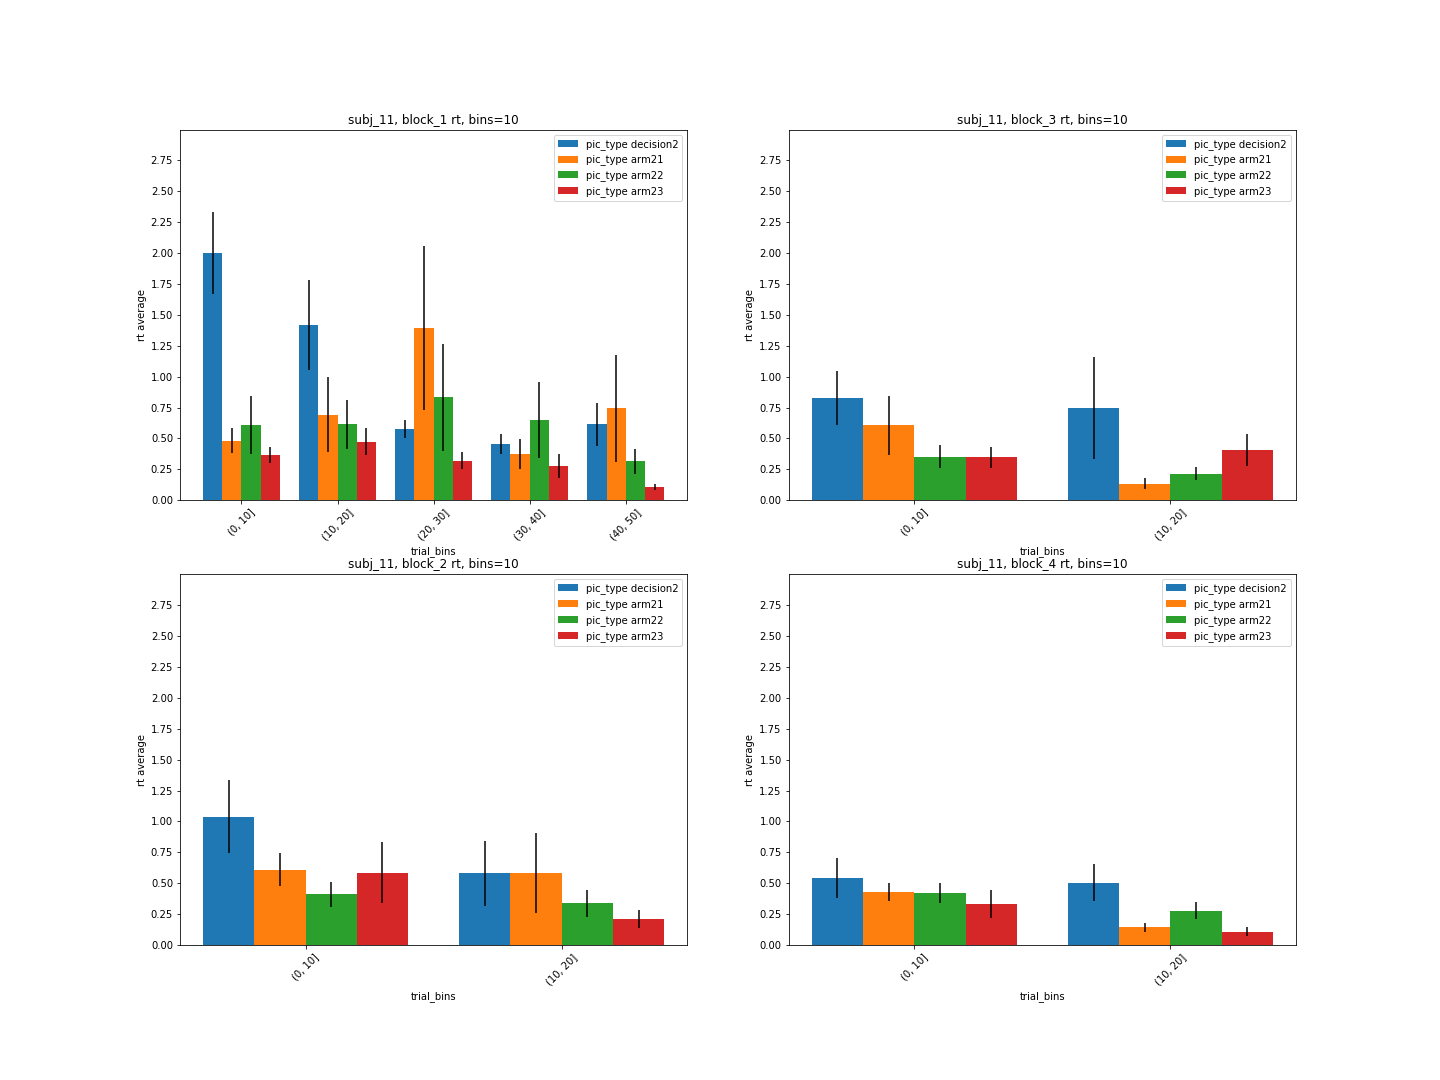 subj_11, block_1 rt, bins=10
pic_type decision2
pic_type arm21
pic_type arm22
pic_type arm23
2.75
2.50
2.25
2.00
1.75
1.50
1.25
1.00
0.75
0.50
0.25
0.00
rt average
(0, 10]
(10, 20]
(20, 30]
(30, 40]
(40, 50]
trial_bins
subj_11, block_3 rt, bins=10
pic_type decision2
pic_type arm21
pic_type arm22
pic_type arm23
2.75
2.50
2.25
2.00
1.75
1.50
1.25
1.00
0.75
0.50
0.25
0.00
rt average
(0, 10]
(10, 20]
trial_bins
subj_11, block_2 rt, bins=10
pic_type decision2
pic_type arm21
pic_type arm22
pic_type arm23
2.75
2.50
2.25
2.00
1.75
1.50
1.25
1.00
0.75
0.50
0.25
0.00
rt average
(0, 10]
(10, 20]
trial_bins
subj_11, block_4 rt, bins=10
pic_type decision2
pic_type arm21
pic_type arm22
pic_type arm23
2.75
2.50
2.25
2.00
1.75
1.50
1.25
1.00
0.75
0.50
0.25
0.00
rt average
(0, 10]
(10, 20]
trial_bins